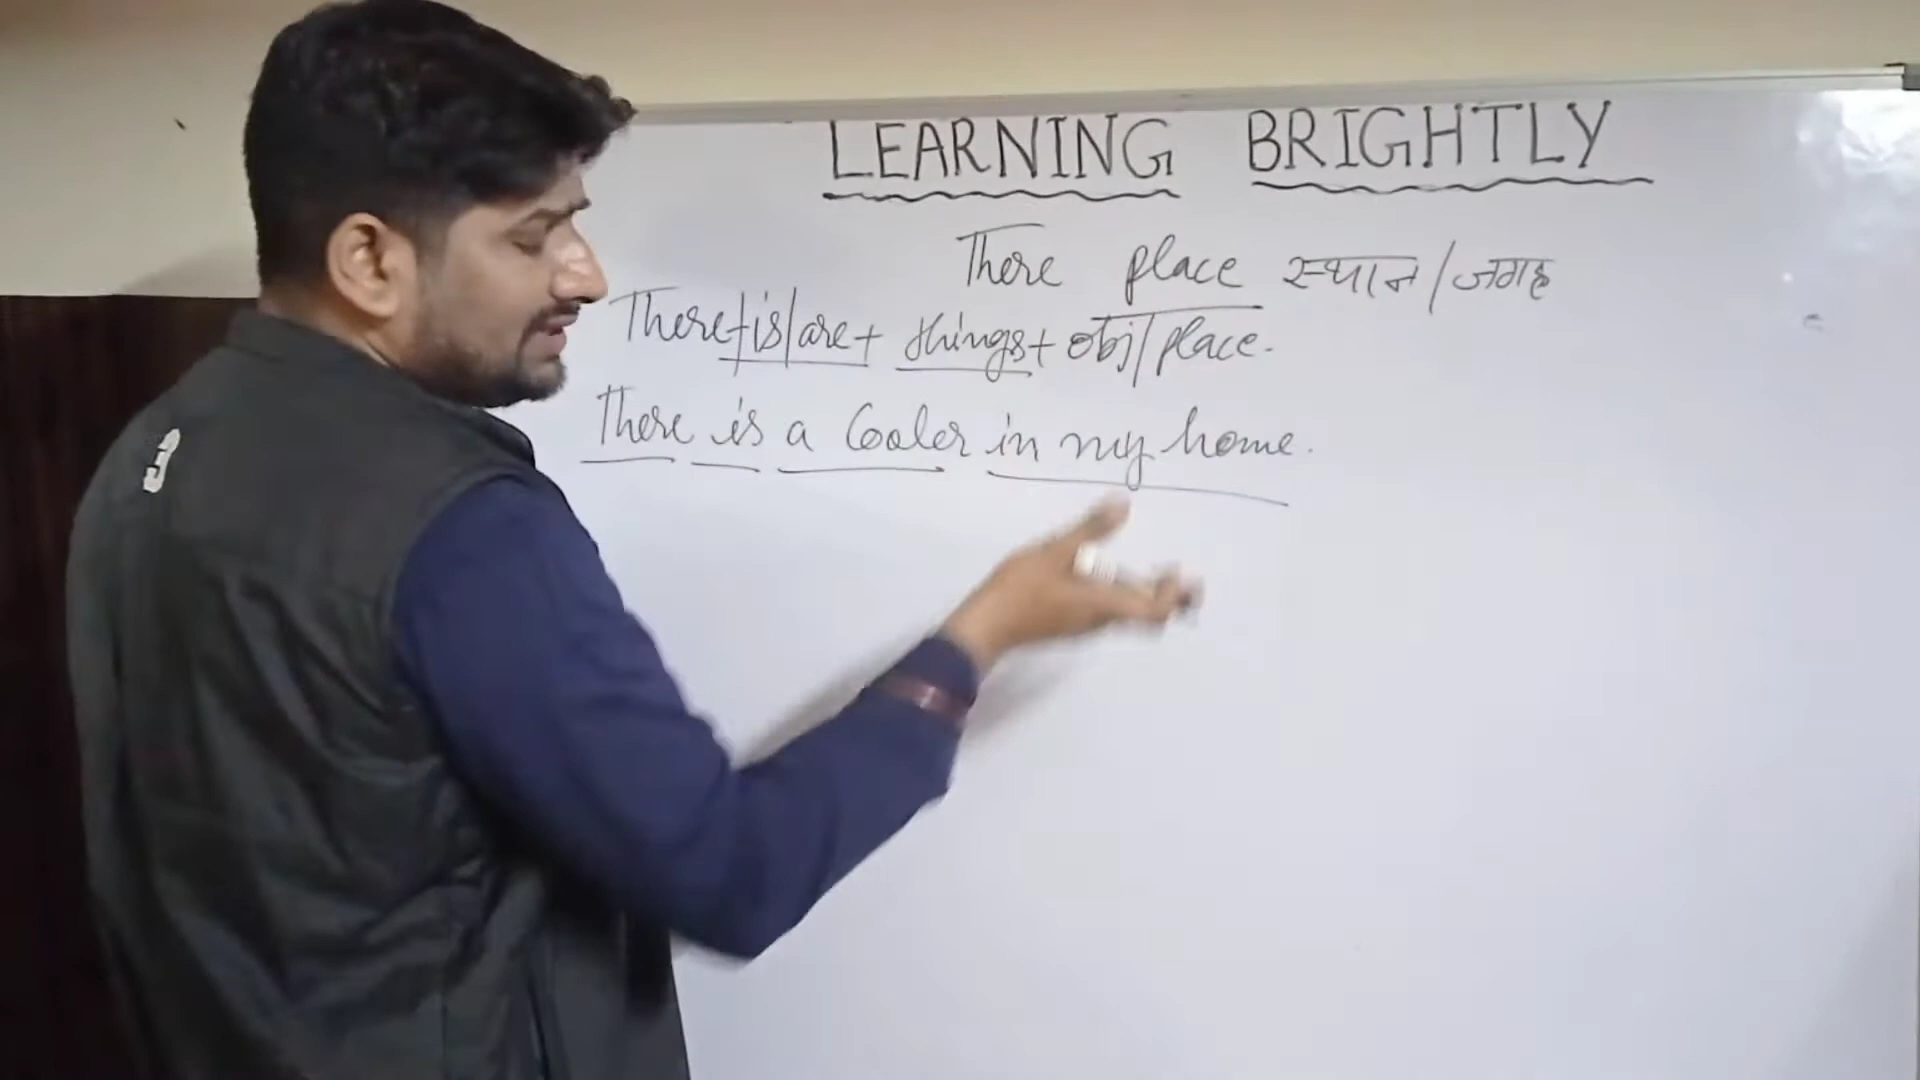 LEARNING BRIGHTLY
There place स्थान/जगह
There+is/are+ things+ obj/place.
There is a Cooler in my home.